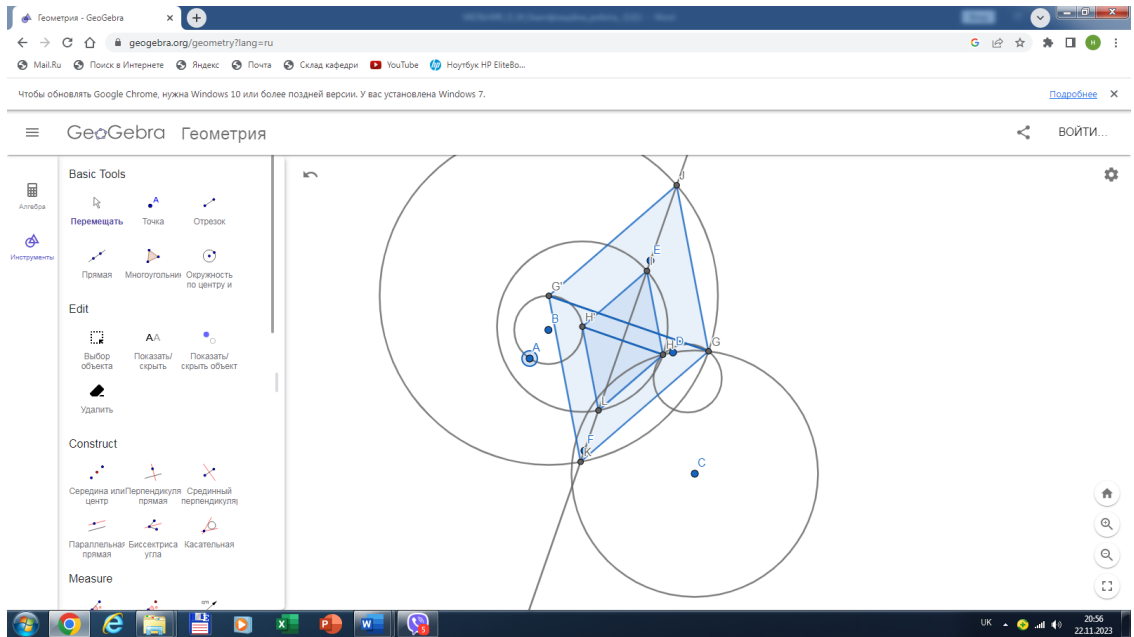 Геометрия - GeoGebra
geogebra.org/geometry?lang=ru
Mail.Ru Поиск в Интернете Яндекс Почта Склад кафедри YouTube Ноутбук HP EliteBo...
Чтобы обновлять Google Chrome, нужна Windows 10 или более поздней версии. У вас установлена Windows 7. Подробнее
GeoGebra Геометрия ВОЙТИ...
Алгебра
Инструменты
Basic Tools
Перемещать Точка Отрезок
Прямая Многоугольник Окружность по центру и
Edit
Выбор объекта Показать/скрыть Показать/скрыть объект
Удалить
Construct
Середина или центр Перпендикуля прямая Срединный перпендикуляр
Параллельная прямая Биссектриса угла Касательная
Measure
cm
J
E
I
G'
B
H'
A
H
D
G
L
F
K
C
UK
20:56
22.11.2023